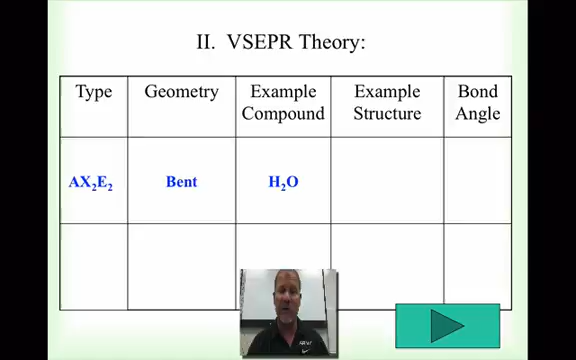 II. VSEPR Theory:
Type Geometry Example Compound Example Structure Bond Angle
AX₂E₂ Bent H₂O